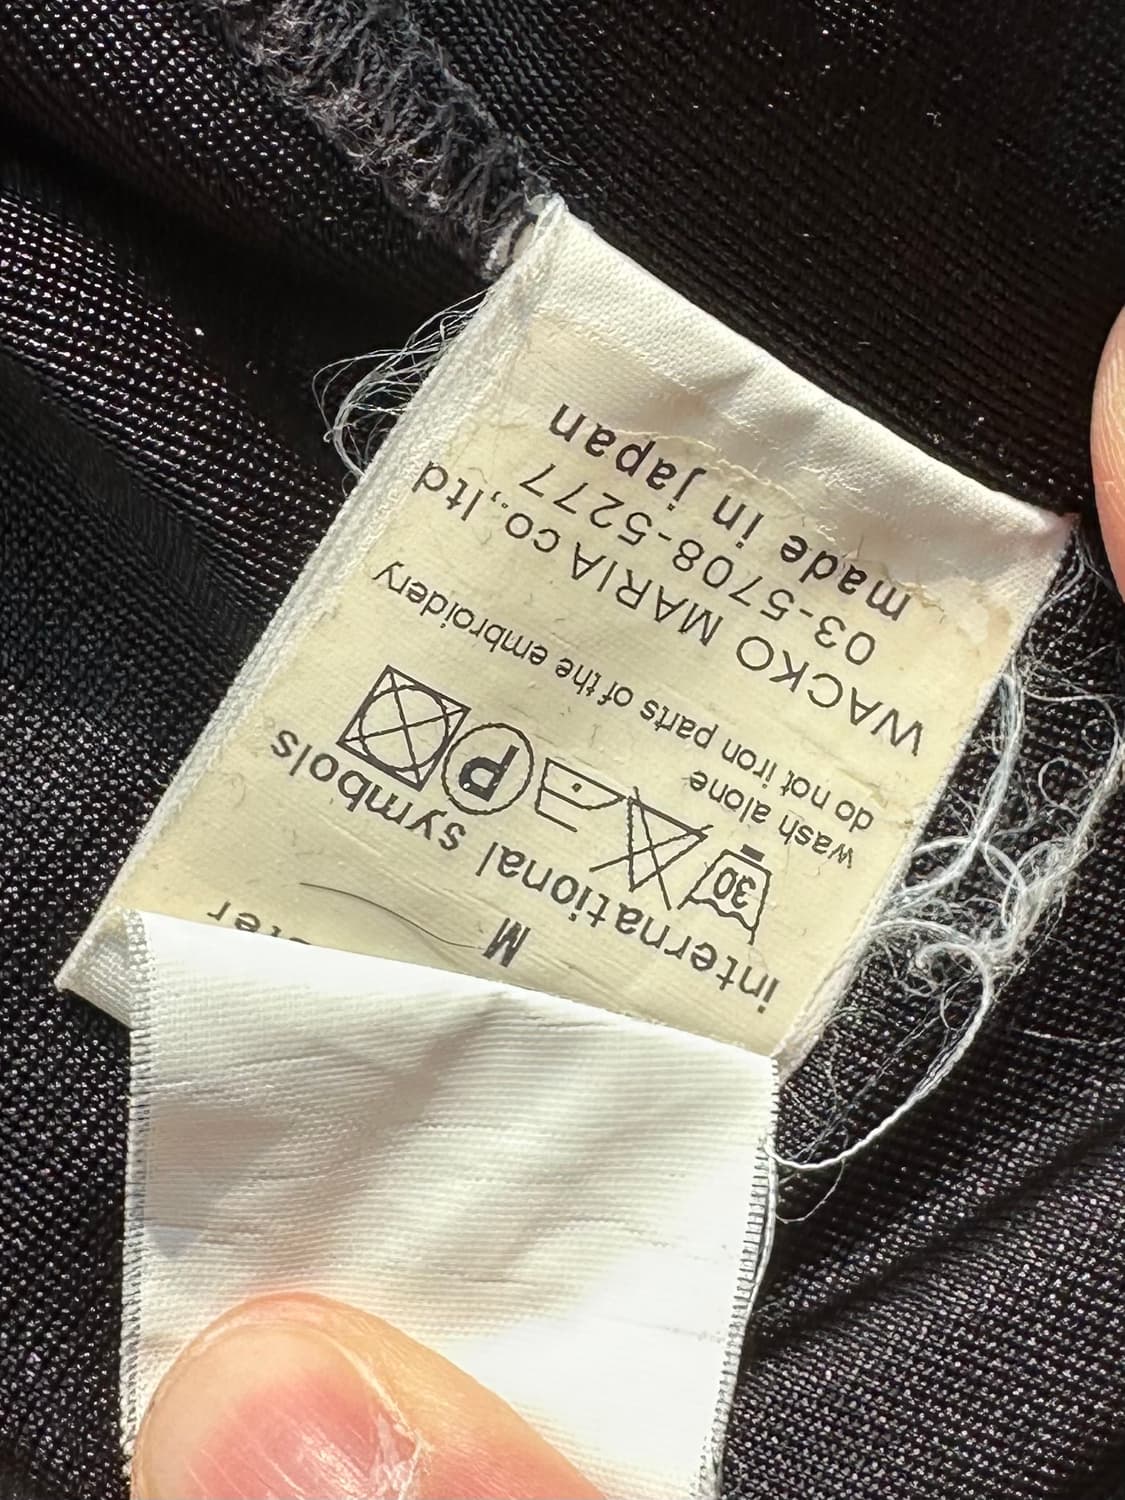 M
international symbols
30 P
wash alone
do not iron parts of the embroidery
WACKO MARIA co.,ltd
03-5708-5277
made in japan